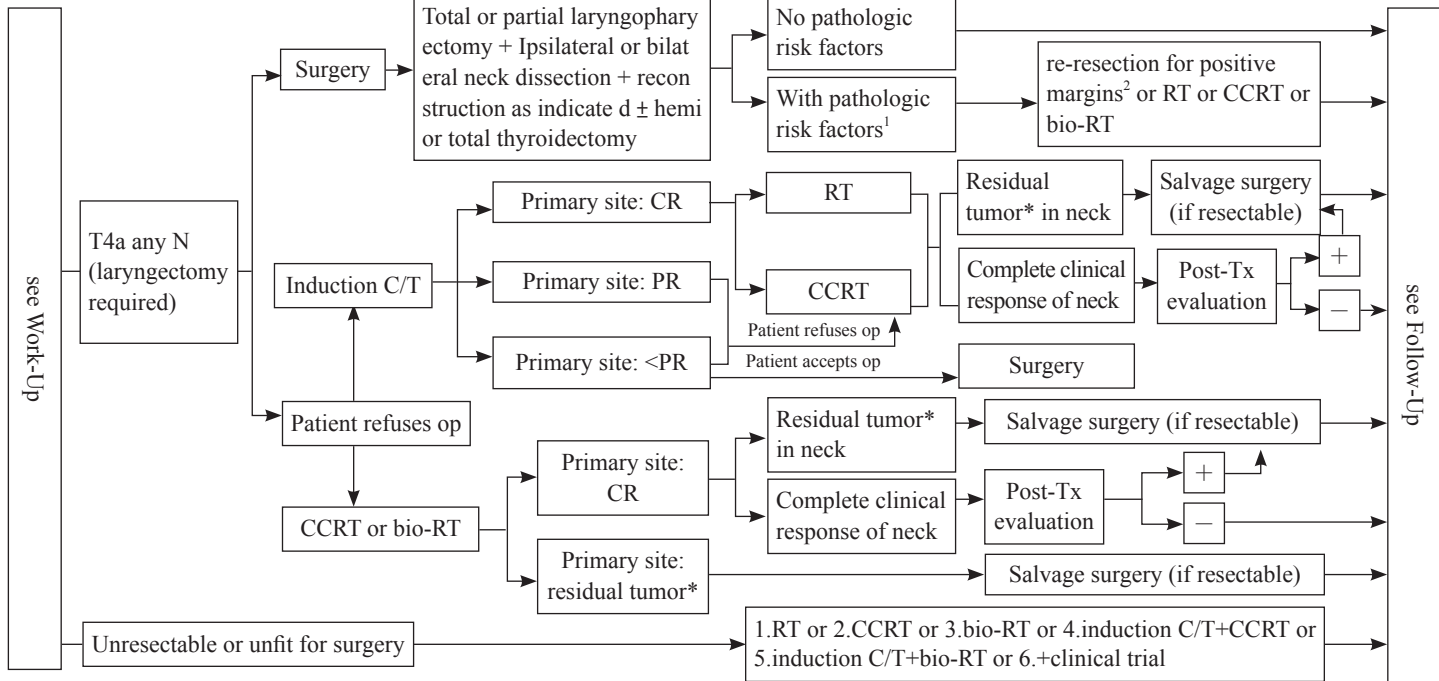 see Work-Up
T4a any N
(laryngectomy
required)
Surgery
Total or partial laryngophary
ectomy + Ipsilateral or bilat
eral neck dissection + recon
struction as indicate d ± hemi
or total thyroidectomy
No pathologic
risk factors
With pathologic
risk factors¹
re-resection for positive
margins² or RT or CCRT or
bio-RT
Induction C/T
Primary site: CR
Primary site: PR
Primary site: <PR
RT
CCRT
Patient refuses op
Patient accepts op
Surgery
Residual
tumor* in neck
Salvage surgery
(if resectable)
Complete clinical
response of neck
Post-Tx
evaluation
+
−
Patient refuses op
CCRT or bio-RT
Primary site:
CR
Residual tumor*
in neck
Salvage surgery (if resectable)
Complete clinical
response of neck
Post-Tx
evaluation
+
−
Primary site:
residual tumor*
Salvage surgery (if resectable)
Unresectable or unfit for surgery
1.RT or 2.CCRT or 3.bio-RT or 4.induction C/T+CCRT or
5.induction C/T+bio-RT or 6.+clinical trial
see Follow-Up